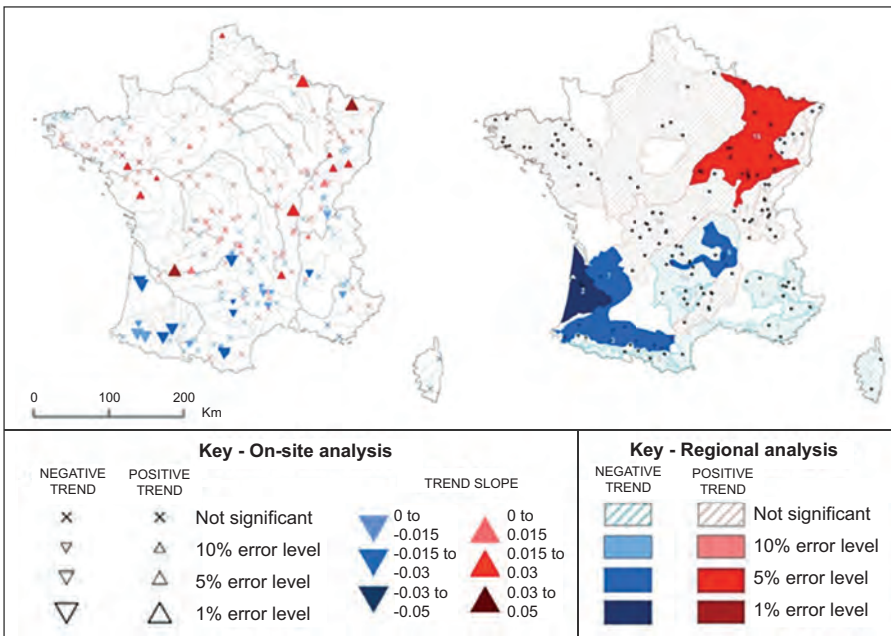 0 100 200
Km
Key - On-site analysis
NEGATIVE TREND
POSITIVE TREND
Not significant
10% error level
5% error level
1% error level
TREND SLOPE
0 to -0.015
-0.015 to -0.03
-0.03 to -0.05
0 to 0.015
0.015 to 0.03
0.03 to 0.05
Key - Regional analysis
NEGATIVE TREND
POSITIVE TREND
Not significant
10% error level
5% error level
1% error level